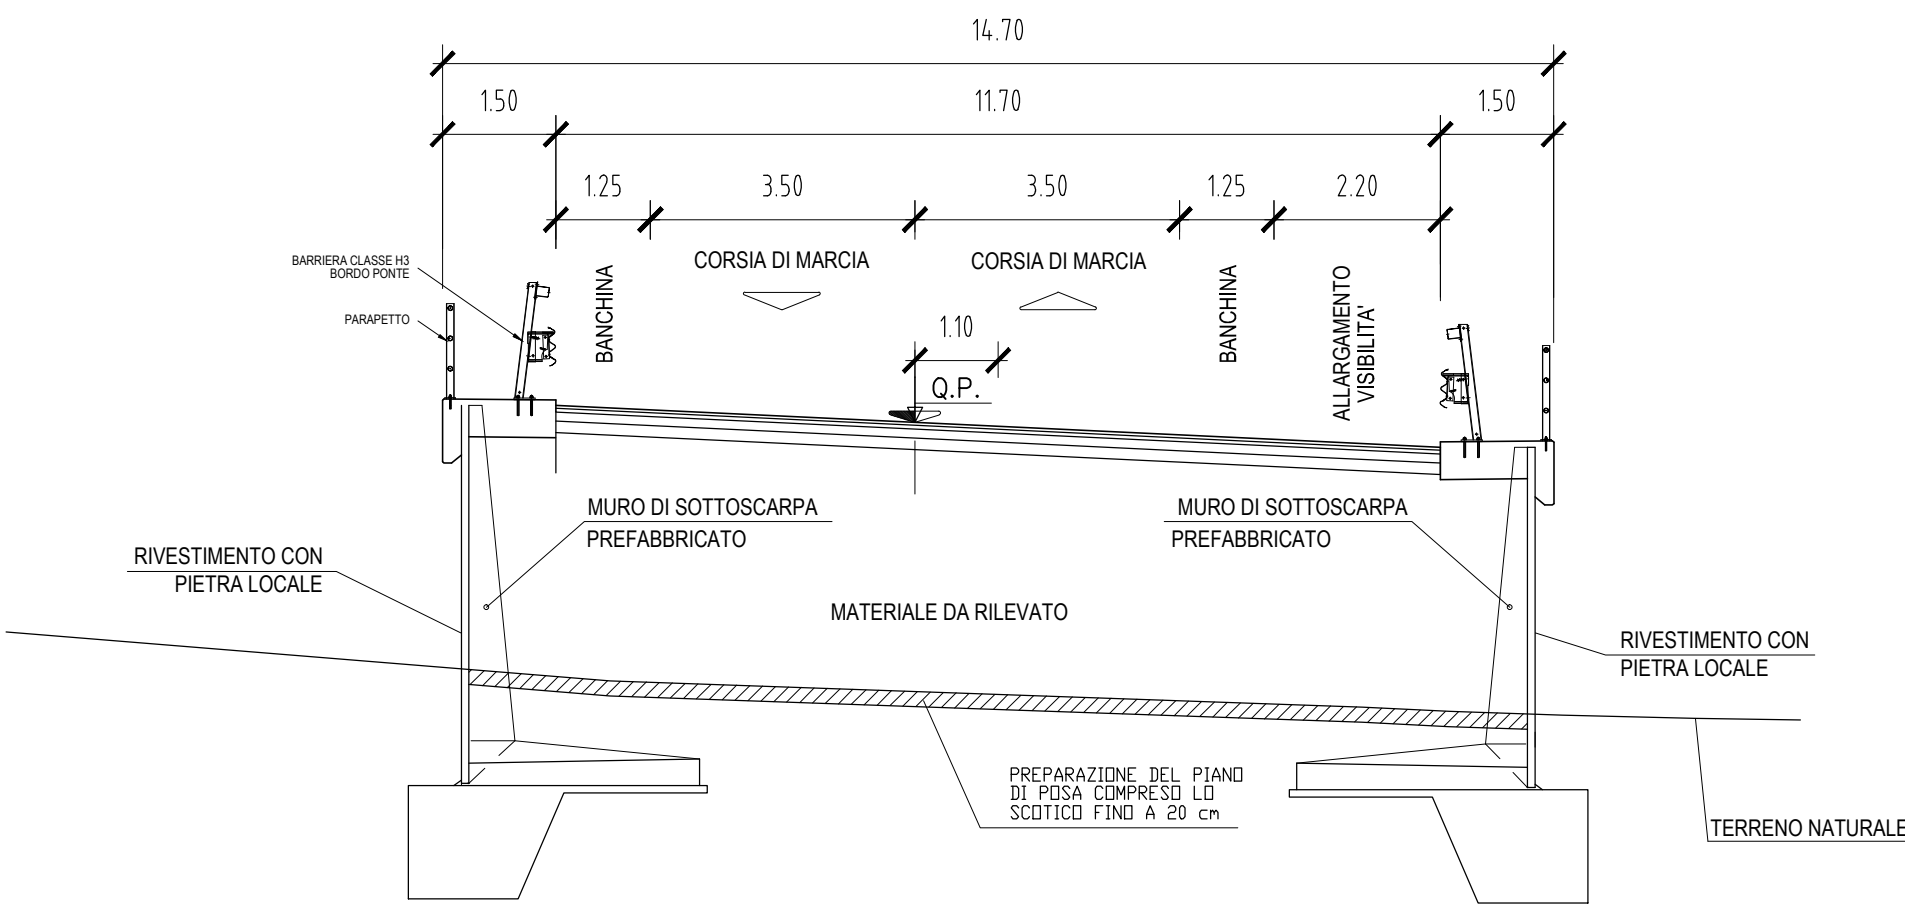 14.70
1.50
11.70
1.50
1.25
3.50
3.50
1.25
2.20
BARRIERA CLASSE H3
BORDO PONTE
PARAPETTO
BANCHINA
CORSIA DI MARCIA
CORSIA DI MARCIA
BANCHINA
ALLARGAMENTO
VISIBILITA'
1.10
Q.P.
MURO DI SOTTOSCARPA
PREFABBRICATO
MURO DI SOTTOSCARPA
PREFABBRICATO
RIVESTIMENTO CON
PIETRA LOCALE
MATERIALE DA RILEVATO
RIVESTIMENTO CON
PIETRA LOCALE
PREPARAZIONE DEL PIANO
DI POSA COMPRESO LO
SCOTICO FINO A 20 cm
TERRENO NATURALE